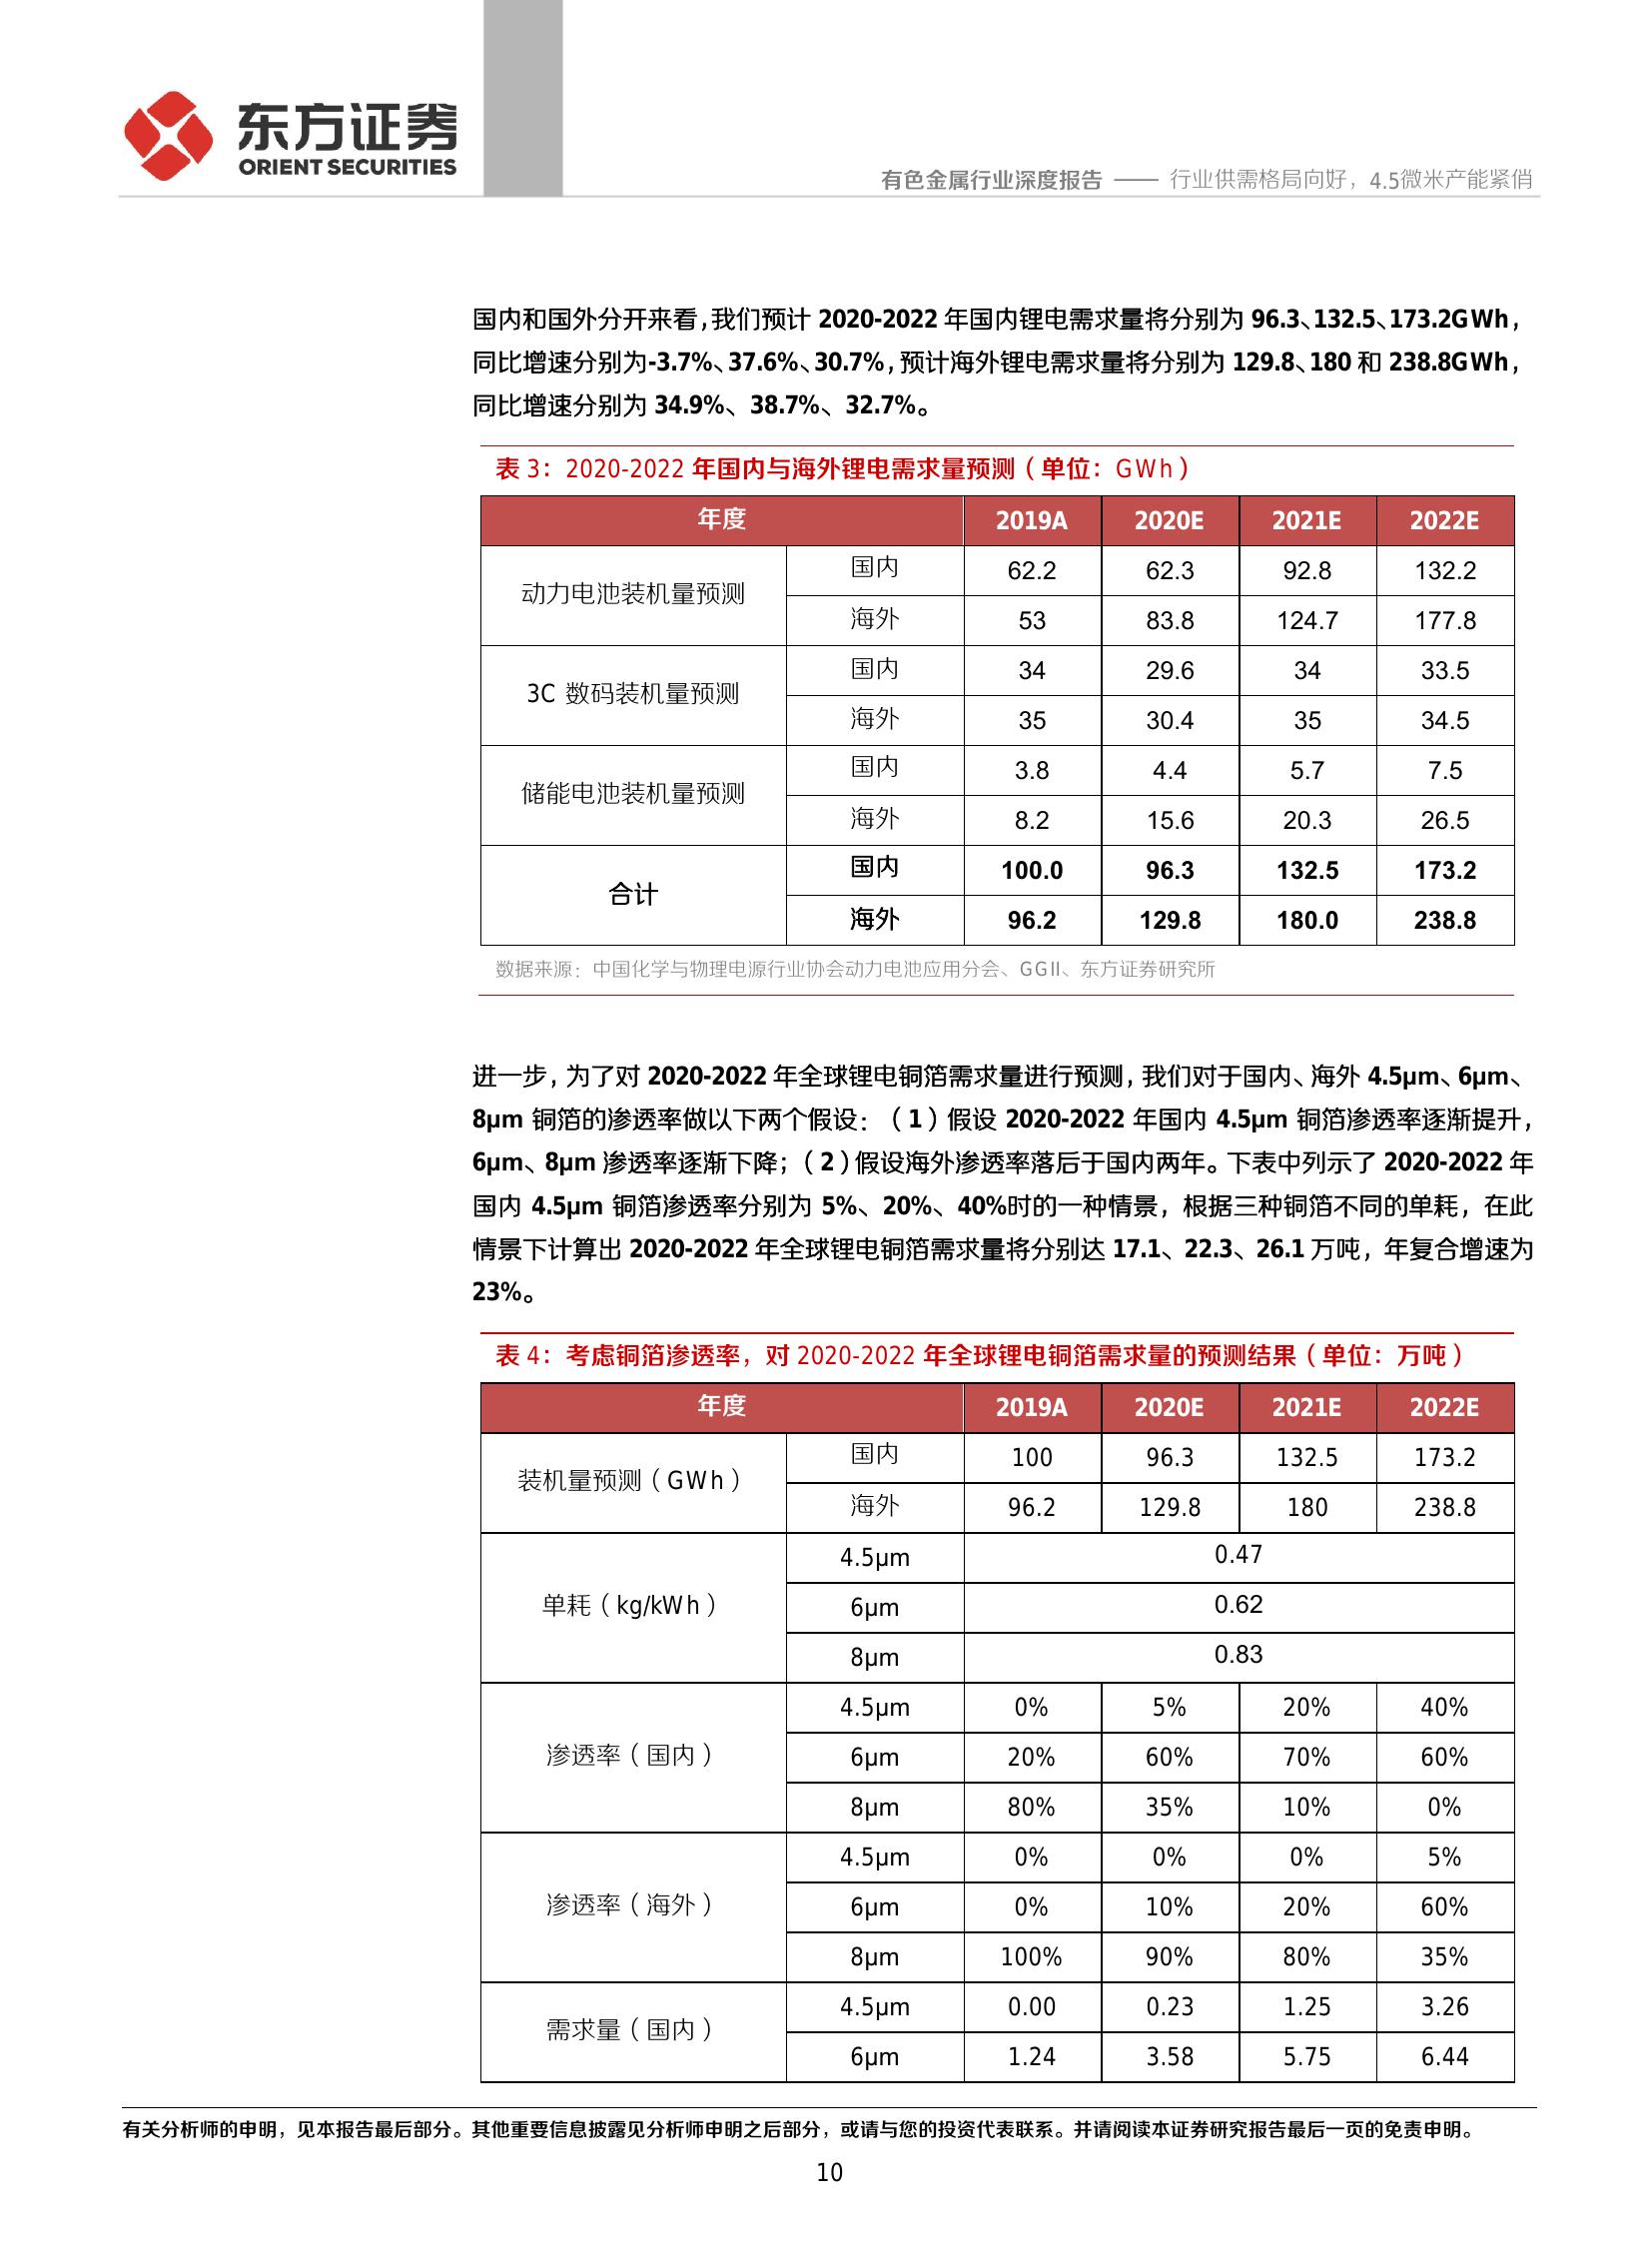 东方证券
ORIENT SECURITIES
有色金属行业深度报告 —— 行业供需格局向好，4.5微米产能紧俏
国内和国外分开来看，我们预计 2020-2022 年国内锂电需求量将分别为 96.3、132.5、173.2GWh，
同比增速分别为-3.7%、37.6%、30.7%，预计海外锂电需求量将分别为 129.8、180 和 238.8GWh，
同比增速分别为 34.9%、38.7%、32.7%。
表 3：2020-2022 年国内与海外锂电需求量预测（单位：GWh）
年度 2019A 2020E 2021E 2022E
动力电池装机量预测 国内 62.2 62.3 92.8 132.2
海外 53 83.8 124.7 177.8
3C 数码装机量预测 国内 34 29.6 34 33.5
海外 35 30.4 35 34.5
储能电池装机量预测 国内 3.8 4.4 5.7 7.5
海外 8.2 15.6 20.3 26.5
合计 国内 100.0 96.3 132.5 173.2
海外 96.2 129.8 180.0 238.8
数据来源：中国化学与物理电源行业协会动力电池应用分会、GGII、东方证券研究所
进一步，为了对 2020-2022 年全球锂电铜箔需求量进行预测，我们对于国内、海外 4.5μm、6μm、
8μm 铜箔的渗透率做以下两个假设：（1）假设 2020-2022 年国内 4.5μm 铜箔渗透率逐渐提升，
6μm、8μm 渗透率逐渐下降；（2）假设海外渗透率落后于国内两年。下表中列示了 2020-2022 年
国内 4.5μm 铜箔渗透率分别为 5%、20%、40%时的一种情景，根据三种铜箔不同的单耗，在此
情景下计算出 2020-2022 年全球锂电铜箔需求量将分别达 17.1、22.3、26.1 万吨，年复合增速为
23%。
表 4：考虑铜箔渗透率，对 2020-2022 年全球锂电铜箔需求量的预测结果（单位：万吨）
年度 2019A 2020E 2021E 2022E
装机量预测（GWh） 国内 100 96.3 132.5 173.2
海外 96.2 129.8 180 238.8
单耗（kg/kWh） 4.5μm 0.47
6μm 0.62
8μm 0.83
渗透率（国内） 4.5μm 0% 5% 20% 40%
6μm 20% 60% 70% 60%
8μm 80% 35% 10% 0%
渗透率（海外） 4.5μm 0% 0% 0% 5%
6μm 0% 10% 20% 60%
8μm 100% 90% 80% 35%
需求量（国内） 4.5μm 0.00 0.23 1.25 3.26
6μm 1.24 3.58 5.75 6.44
有关分析师的申明，见本报告最后部分。其他重要信息披露见分析师申明之后部分，或请与您的投资代表联系。并请阅读本证券研究报告最后一页的免责申明。
10